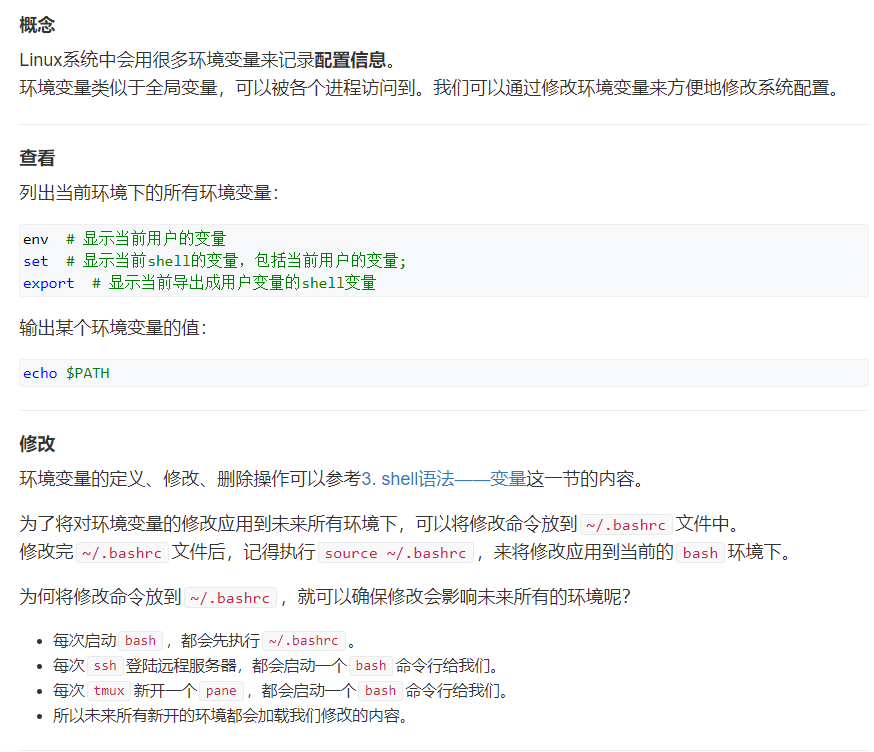 概念
Linux系统中会用很多环境变量来记录配置信息。
环境变量类似于全局变量，可以被各个进程访问到。我们可以通过修改环境变量来方便地修改系统配置。
查看
列出当前环境下的所有环境变量：
env  # 显示当前用户的变量
set  # 显示当前shell的变量，包括当前用户的变量;
export  # 显示当前导出成用户变量的shell变量
输出某个环境变量的值：
echo $PATH
修改
环境变量的定义、修改、删除操作可以参考3. shell语法——变量这一节的内容。
为了将对环境变量的修改应用到未来所有环境下，可以将修改命令放到 ~/.bashrc 文件中。
修改完 ~/.bashrc 文件后，记得执行 source ~/.bashrc ，来将修改应用到当前的 bash 环境下。
为何将修改命令放到 ~/.bashrc ，就可以确保修改会影响未来所有的环境呢？
• 每次启动 bash ，都会先执行 ~/.bashrc 。
• 每次 ssh 登陆远程服务器，都会启动一个 bash 命令行给我们。
• 每次 tmux 新开一个 pane ，都会启动一个 bash 命令行给我们。
• 所以未来所有新开的环境都会加载我们修改的内容。